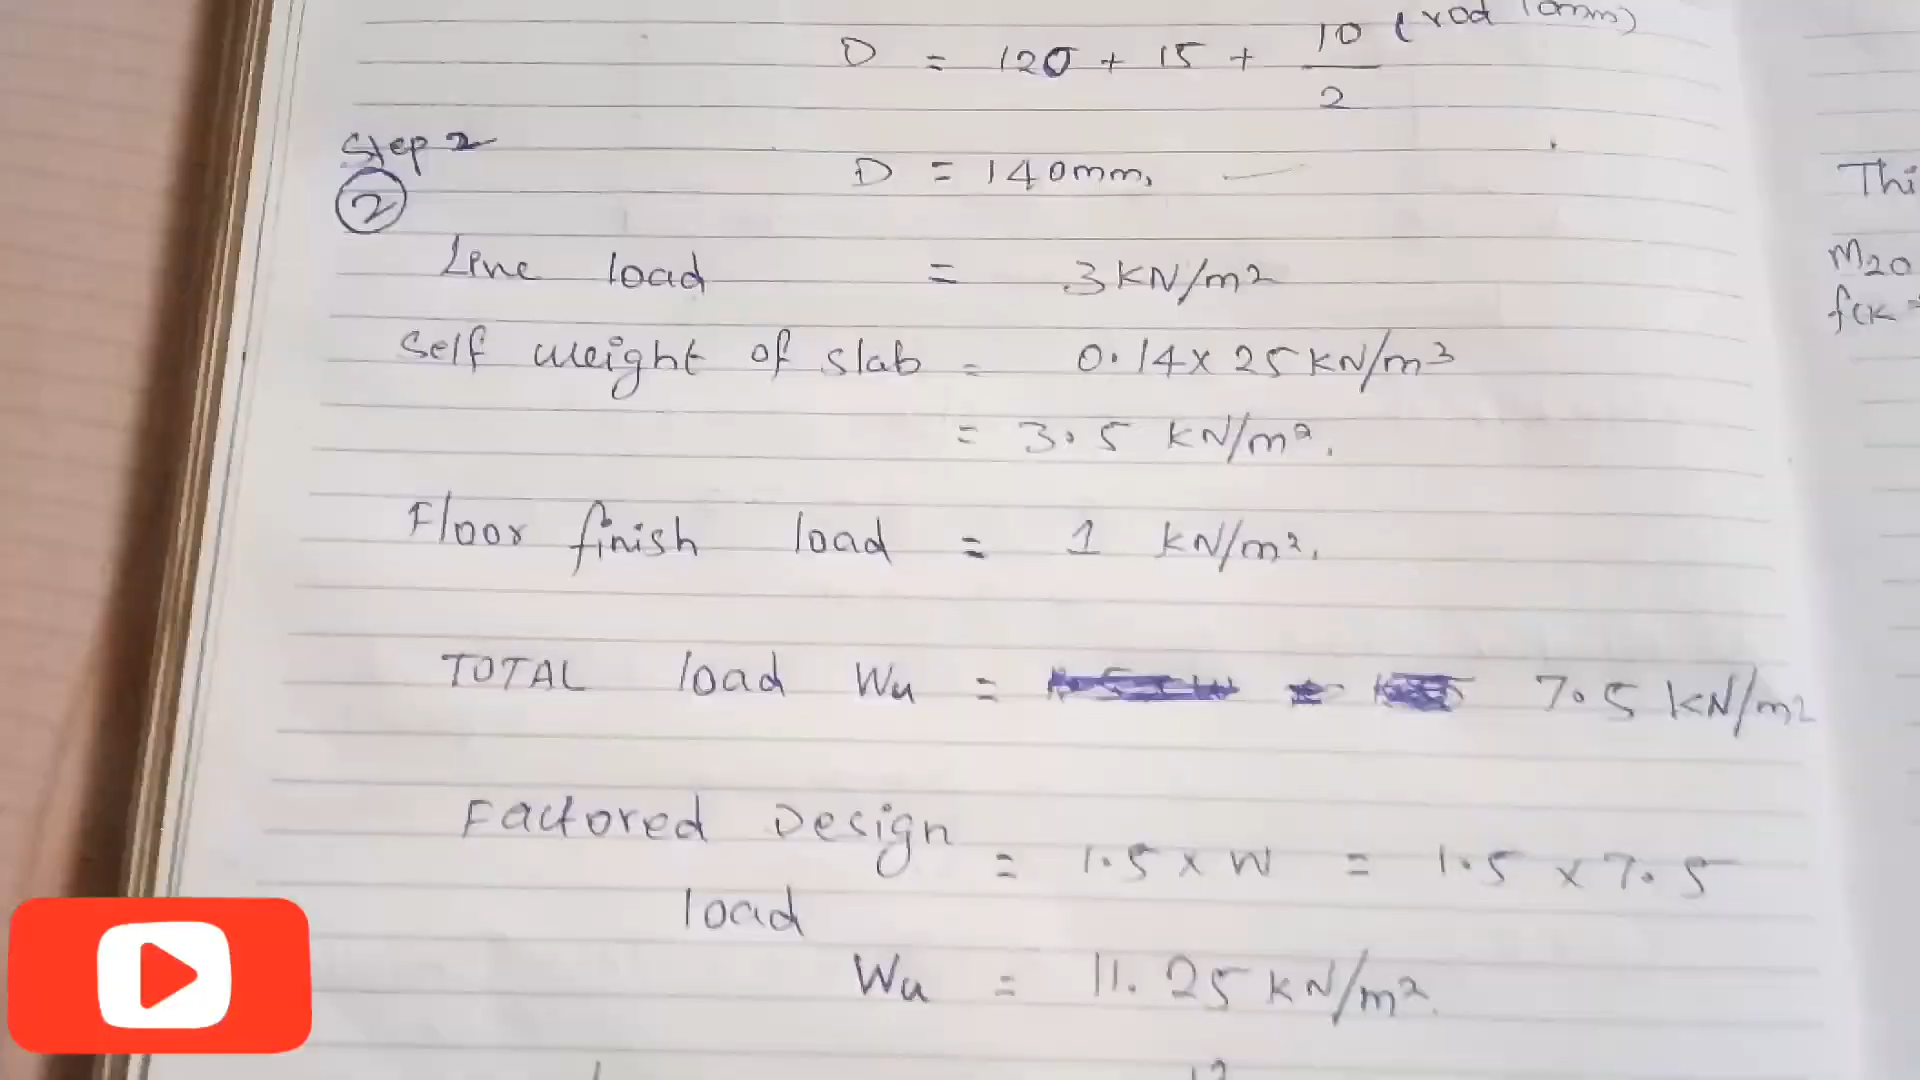 10 (rod 10mm)
D = 120 + 15 +
2
Step 2
D = 140mm,
2
Live load = 3 KN/m2
Self weight of slab = 0.14 x 25 KN/m3
= 3.5 KN/m2.
Floor finish load = 1 KN/m2.
TOTAL load Wu = 7.5 KN/m2
Factored Design
= 1.5 x W = 1.5 x 7.5
load
Wu = 11.25 KN/m2.
Thi
M20
fck =